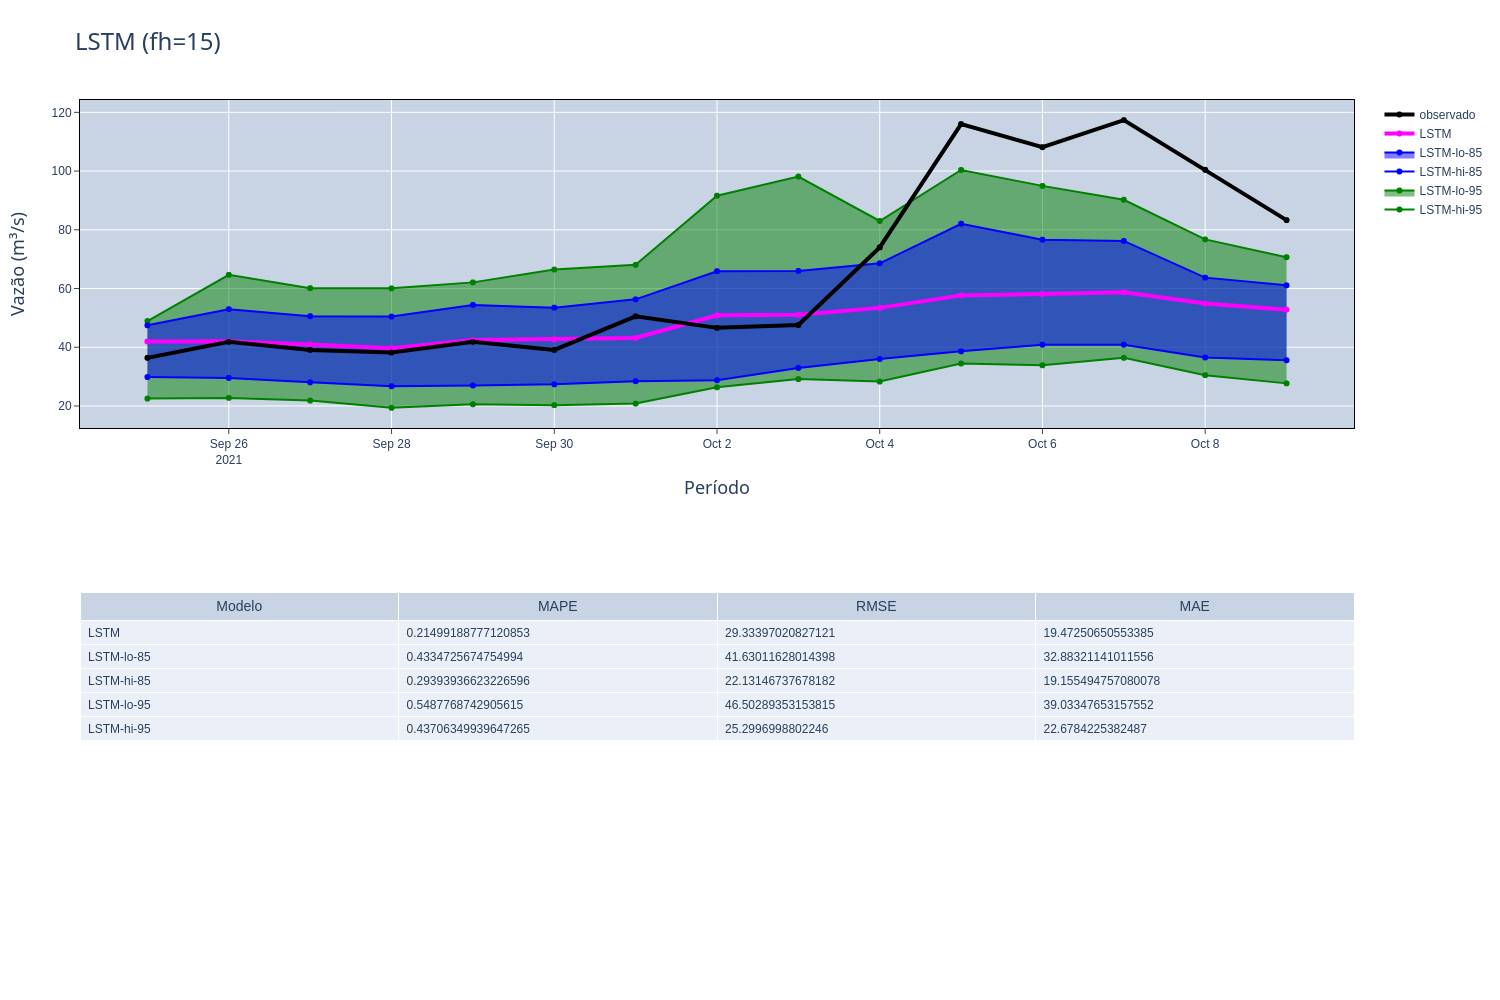 LSTM (fh=15)
observado
LSTM
LSTM-lo-85
LSTM-hi-85
LSTM-lo-95
LSTM-hi-95
Vazão (m³/s)
120
100
80
60
40
20
Sep 26 Sep 28 Sep 30 Oct 2 Oct 4 Oct 6 Oct 8
2021
Período
Modelo MAPE RMSE MAE
LSTM 0.21499188777120853 29.33397020827121 19.47250650553385
LSTM-lo-85 0.4334725674754994 41.63011628014398 32.88321141011556
LSTM-hi-85 0.29393936623226596 22.13146737678182 19.155494757080078
LSTM-lo-95 0.5487768742905615 46.50289353153815 39.03347653157552
LSTM-hi-95 0.43706349939647265 25.2996998802246 22.6784225382487